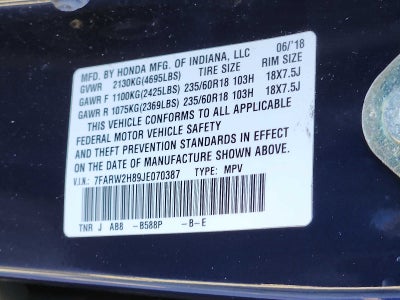 MFD. BY HONDA MFG. OF INDIANA, LLC 06/'18
GVWR 2130KG(4695LBS) TIRE SIZE RIM SIZE
GAWR F 1100KG(2425LBS) 235/60R18 103H 18X7.5J
GAWR R 1075KG(2369LBS) 235/60R18 103H 18X7.5J
THIS VEHICLE CONFORMS TO ALL APPLICABLE
FEDERAL MOTOR VEHICLE SAFETY
AND THEFT PREVENTION STANDARDS IN EFFECT
ON THE DATE OF MANUFACTURE SHOWN ABOVE.
V.I.N.: 7FARW2H89JE070387 TYPE: MPV
TNR J AB8 -B588P -B-E